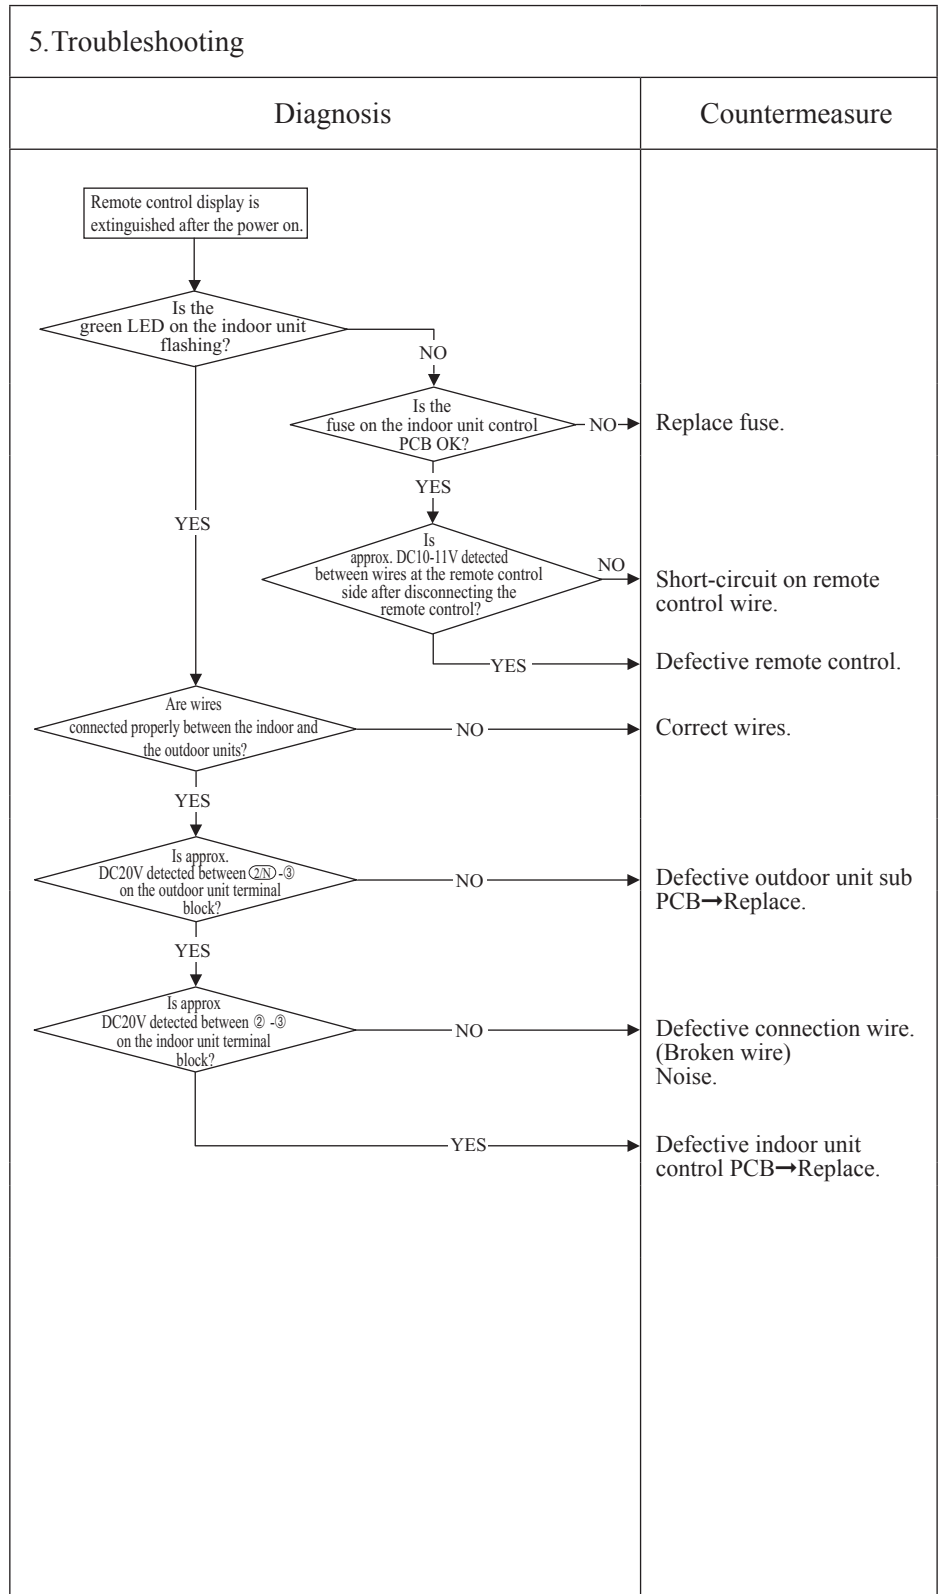 5.Troubleshooting
Diagnosis
Countermeasure
Remote control display is
extinguished after the power on.
Is the
green LED on the indoor unit
flashing?
NO
Is the
fuse on the indoor unit control
PCB OK?
NO
Replace fuse.
YES
YES
Is
approx. DC10-11V detected
between wires at the remote control
side after disconnecting the
remote control?
NO
Short-circuit on remote
control wire.
YES
Defective remote control.
Are wires
connected properly between the indoor and
the outdoor units?
NO
Correct wires.
YES
Is approx.
DC20V detected between 2/N -③
on the outdoor unit terminal
block?
NO
Defective outdoor unit sub
PCB→Replace.
YES
Is approx
DC20V detected between ② -③
on the indoor unit terminal
block?
NO
Defective connection wire.
(Broken wire)
Noise.
YES
Defective indoor unit
control PCB→Replace.